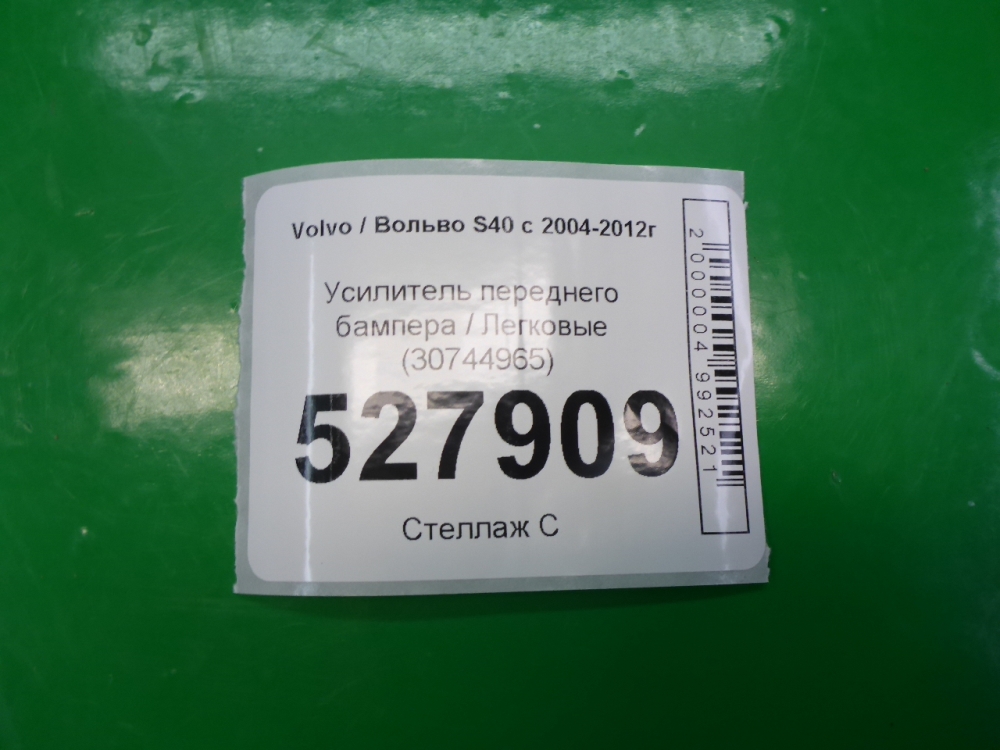 Volvo / Вольво S40 с 2004-2012г
Усилитель переднего
бампера / Легковые
(30744965)
527909
Стеллаж С
2000004992521